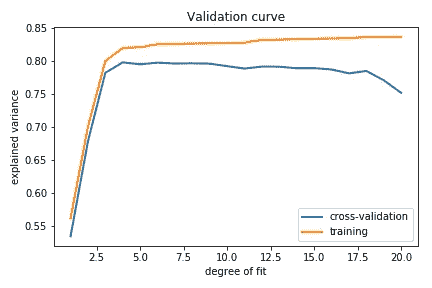 Validation curve
explained variance
0.85
0.80
0.75
0.70
0.65
0.60
0.55
2.5 5.0 7.5 10.0 12.5 15.0 17.5 20.0
degree of fit
cross-validation
training